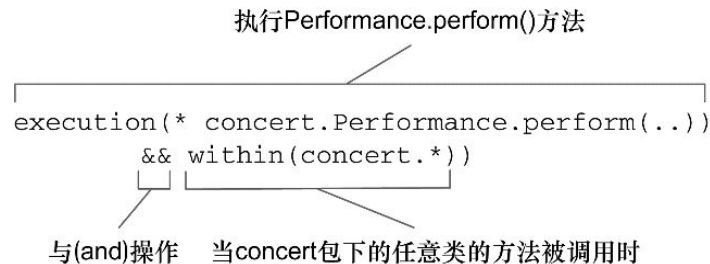 执行Performance.perform()方法
execution(* concert.Performance.perform(..))
&& within(concert.*))
与(and)操作 当concert包下的任意类的方法被调用时